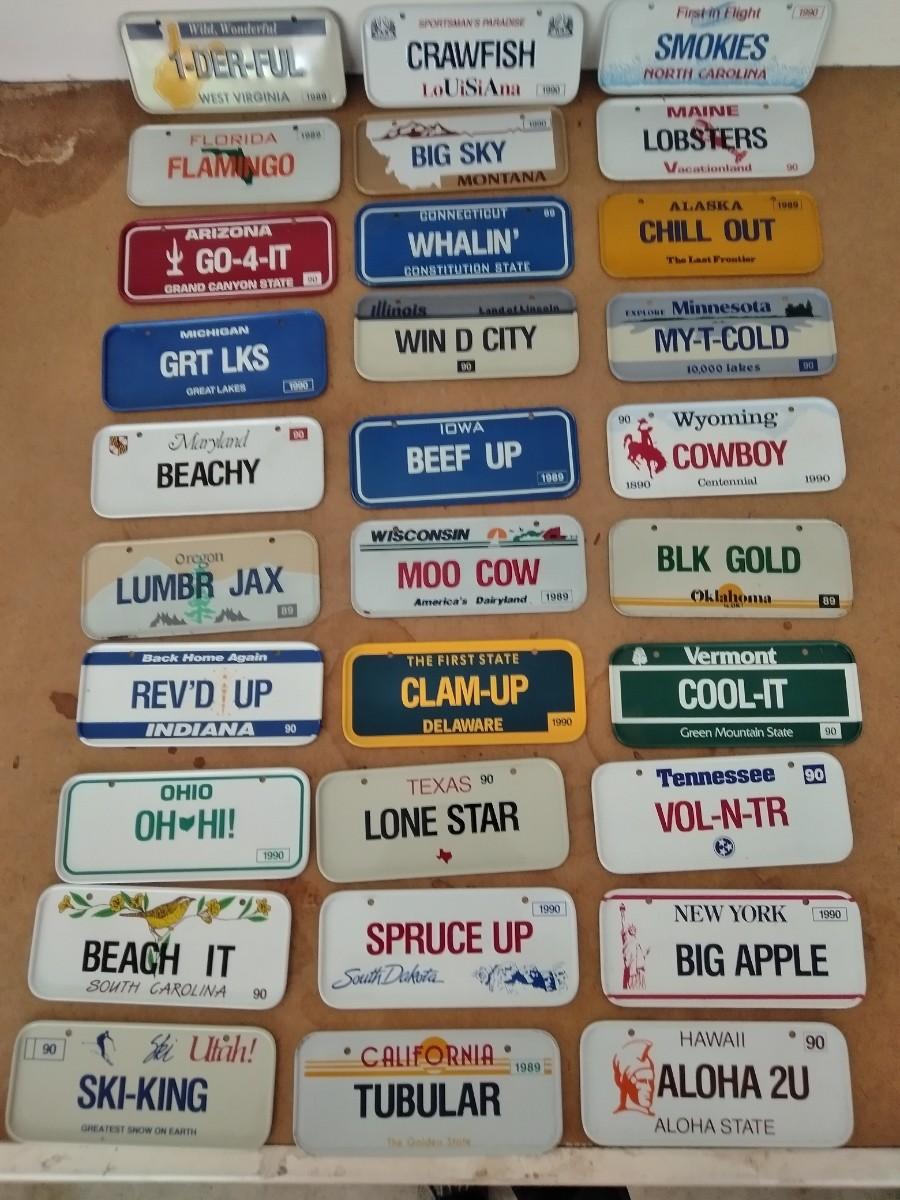 Wild, Wonderful
1-DER-FUL
WEST VIRGINIA 1989
SPORTSMAN'S PARADISE
CRAWFISH
LoUiSiAna 1990
First in Flight 1990
SMOKIES
NORTH CAROLINA
FLORIDA 1989
FLAMINGO
1990
BIG SKY
MONTANA
MAINE
LOBSTERS
Vacationland 90
ARIZONA
GO-4-IT
GRAND CANYON STATE 90
CONNECTICUT 89
WHALIN'
CONSTITUTION STATE
ALASKA 1989
CHILL OUT
The Last Frontier
MICHIGAN
GRT LKS
GREAT LAKES 1990
Illinois Land of Lincoln
WIN D CITY
90
EXPLORE Minnesota
MY-T-COLD
10,000 lakes 90
Maryland 90
BEACHY
IOWA
BEEF UP
1989
90 Wyoming
COWBOY
1890 Centennial 1990
Oregon
LUMBR JAX
89
WISCONSIN
MOO COW
America's Dairyland 1989
BLK GOLD
Oklahoma 89
Back Home Again
REV'D UP
INDIANA 90
THE FIRST STATE
CLAM-UP
DELAWARE 1990
Vermont
COOL-IT
Green Mountain State 90
OHIO
OH HI!
1990
TEXAS 90
LONE STAR
Tennessee 90
VOL-N-TR
BEACH IT
SOUTH CAROLINA 90
1990
SPRUCE UP
South Dakota
NEW YORK 1990
BIG APPLE
90 Ski Utah!
SKI-KING
GREATEST SNOW ON EARTH
CALIFORNIA 1989
TUBULAR
The Golden State
HAWAII 90
ALOHA 2U
ALOHA STATE